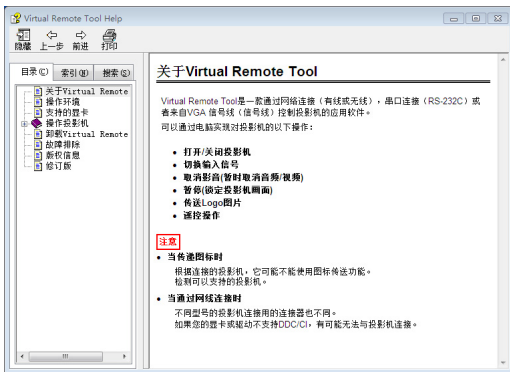 Virtual Remote Tool Help
隐藏 上一步 前进 打印
目录(C) 索引(N) 搜索(S)
关于Virtual Remote
操作环境
支持的显卡
操作投影机
卸载Virtual Remote
故障排除
版权信息
修订版
关于Virtual Remote Tool
Virtual Remote Tool是一款通过网络连接(有线或无线),串口连接(RS-232C)或
者来自VGA 信号线(信号线)控制投影机的应用软件。
可以通过电脑实现对投影机的以下操作:
• 打开/关闭投影机
• 切换输入信号
• 取消影音(暂时取消音频/视频)
• 暂停(锁定投影机画面)
• 传送Logo图片
• 遥控操作
注意
• 当传递图标时
根据连接的投影机,它可能不能使用图标传送功能。
检测可以支持的投影机。
• 当通过网线连接时
不同型号的投影机连接用的连接器也不同。
如果您的显卡或驱动不支持DDC/CI,有可能无法与投影机连接。